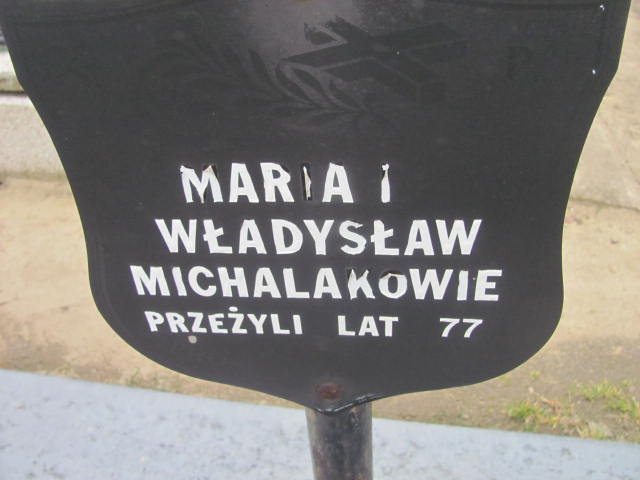 MARIA I
WŁADYSŁAW
MICHALAKOWIE
PRZEŻYLI LAT 77